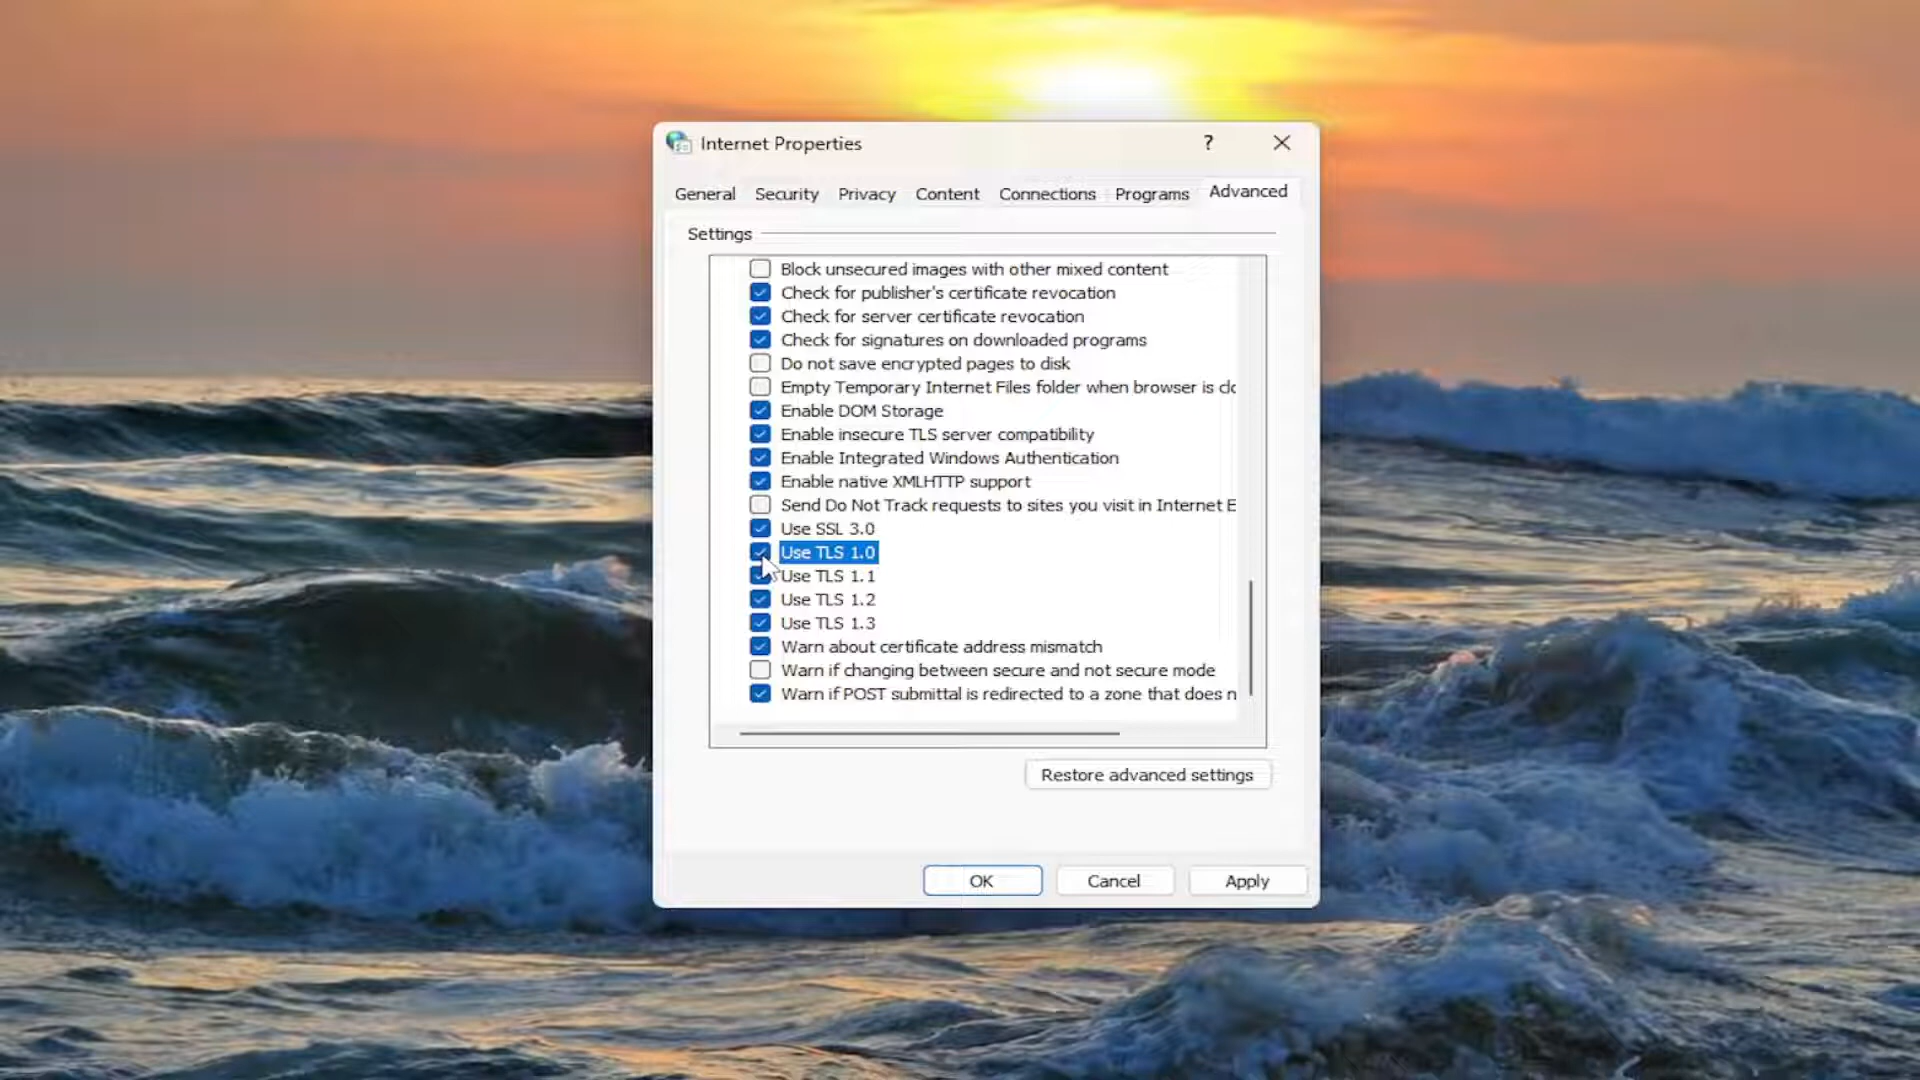 Internet Properties
?
General Security Privacy Content Connections Programs Advanced
Settings
Block unsecured images with other mixed content
Check for publisher's certificate revocation
Check for server certificate revocation
Check for signatures on downloaded programs
Do not save encrypted pages to disk
Empty Temporary Internet Files folder when browser is clo
Enable DOM Storage
Enable insecure TLS server compatibility
Enable Integrated Windows Authentication
Enable native XMLHTTP support
Send Do Not Track requests to sites you visit in Internet E
Use SSL 3.0
Use TLS 1.0
Use TLS 1.1
Use TLS 1.2
Use TLS 1.3
Warn about certificate address mismatch
Warn if changing between secure and not secure mode
Warn if POST submittal is redirected to a zone that does n
Restore advanced settings
OK Cancel Apply